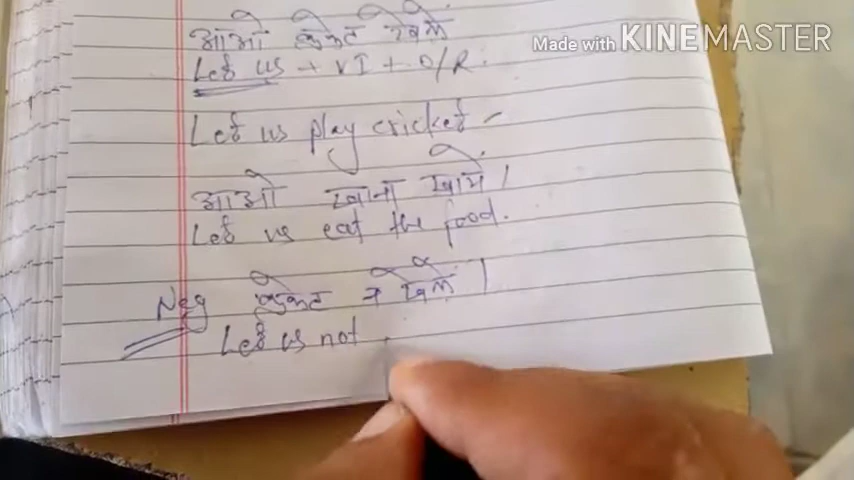 Made with KINEMASTER
आओ क्रिकेट खेलें
Let us + VI + O/R.
Let us play cricket -
आओ खाना खायें।
Let us eat the food.
Neg क्रिकेट न खेलें।
Let us not